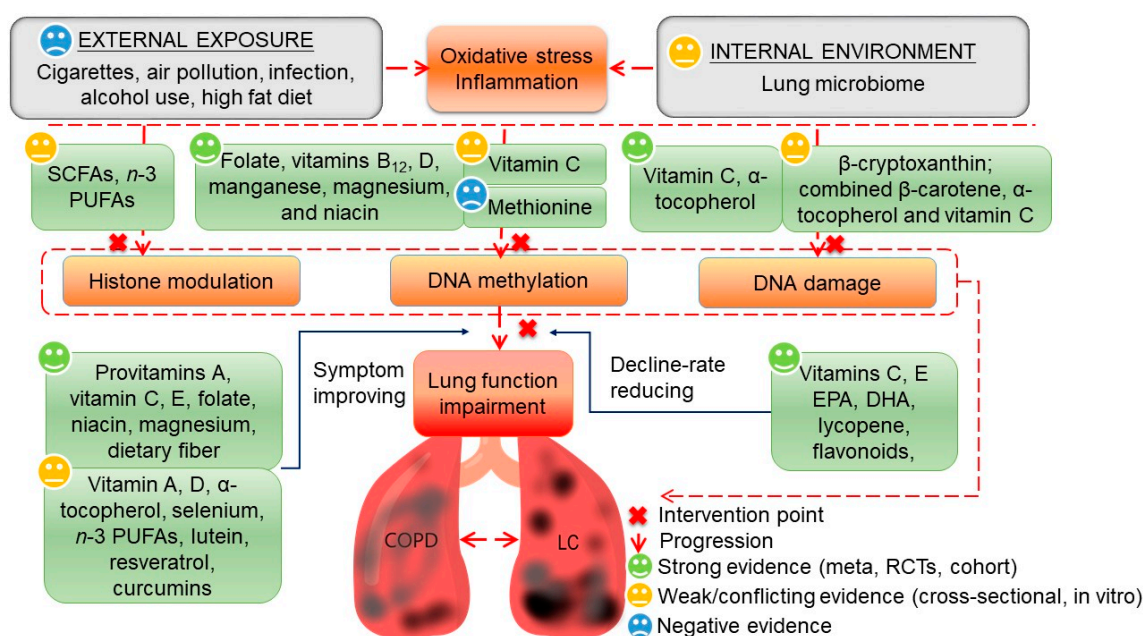 EXTERNAL EXPOSURE
Cigarettes, air pollution, infection,
alcohol use, high fat diet
Oxidative stress
Inflammation
INTERNAL ENVIRONMENT
Lung microbiome
SCFAs, n-3
PUFAs
Folate, vitamins B12, D,
manganese, magnesium,
and niacin
Vitamin C
Methionine
Vitamin C, α-
tocopherol
β-cryptoxanthin;
combined β-carotene, α-
tocopherol and vitamin C
Histone modulation
DNA methylation
DNA damage
Provitamins A,
vitamin C, E, folate,
niacin, magnesium,
dietary fiber
Vitamin A, D, α-
tocopherol, selenium,
n-3 PUFAs, lutein,
resveratrol,
curcumins
Symptom
improving
Lung function
impairment
Decline-rate
reducing
Vitamins C, E
EPA, DHA,
lycopene,
flavonoids,
COPD
LC
Intervention point
Progression
Strong evidence (meta, RCTs, cohort)
Weak/conflicting evidence (cross-sectional, in vitro)
Negative evidence